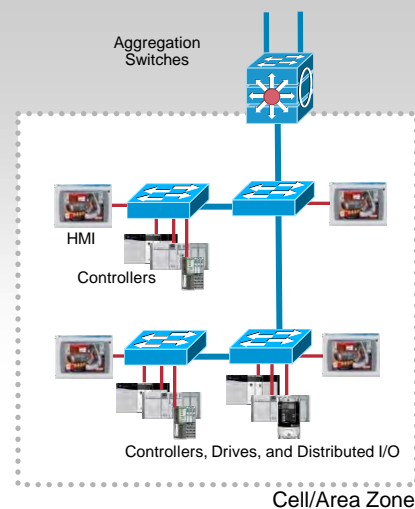 Aggregation
Switches
HMI
Controllers
Controllers, Drives, and Distributed I/O
Cell/Area Zone